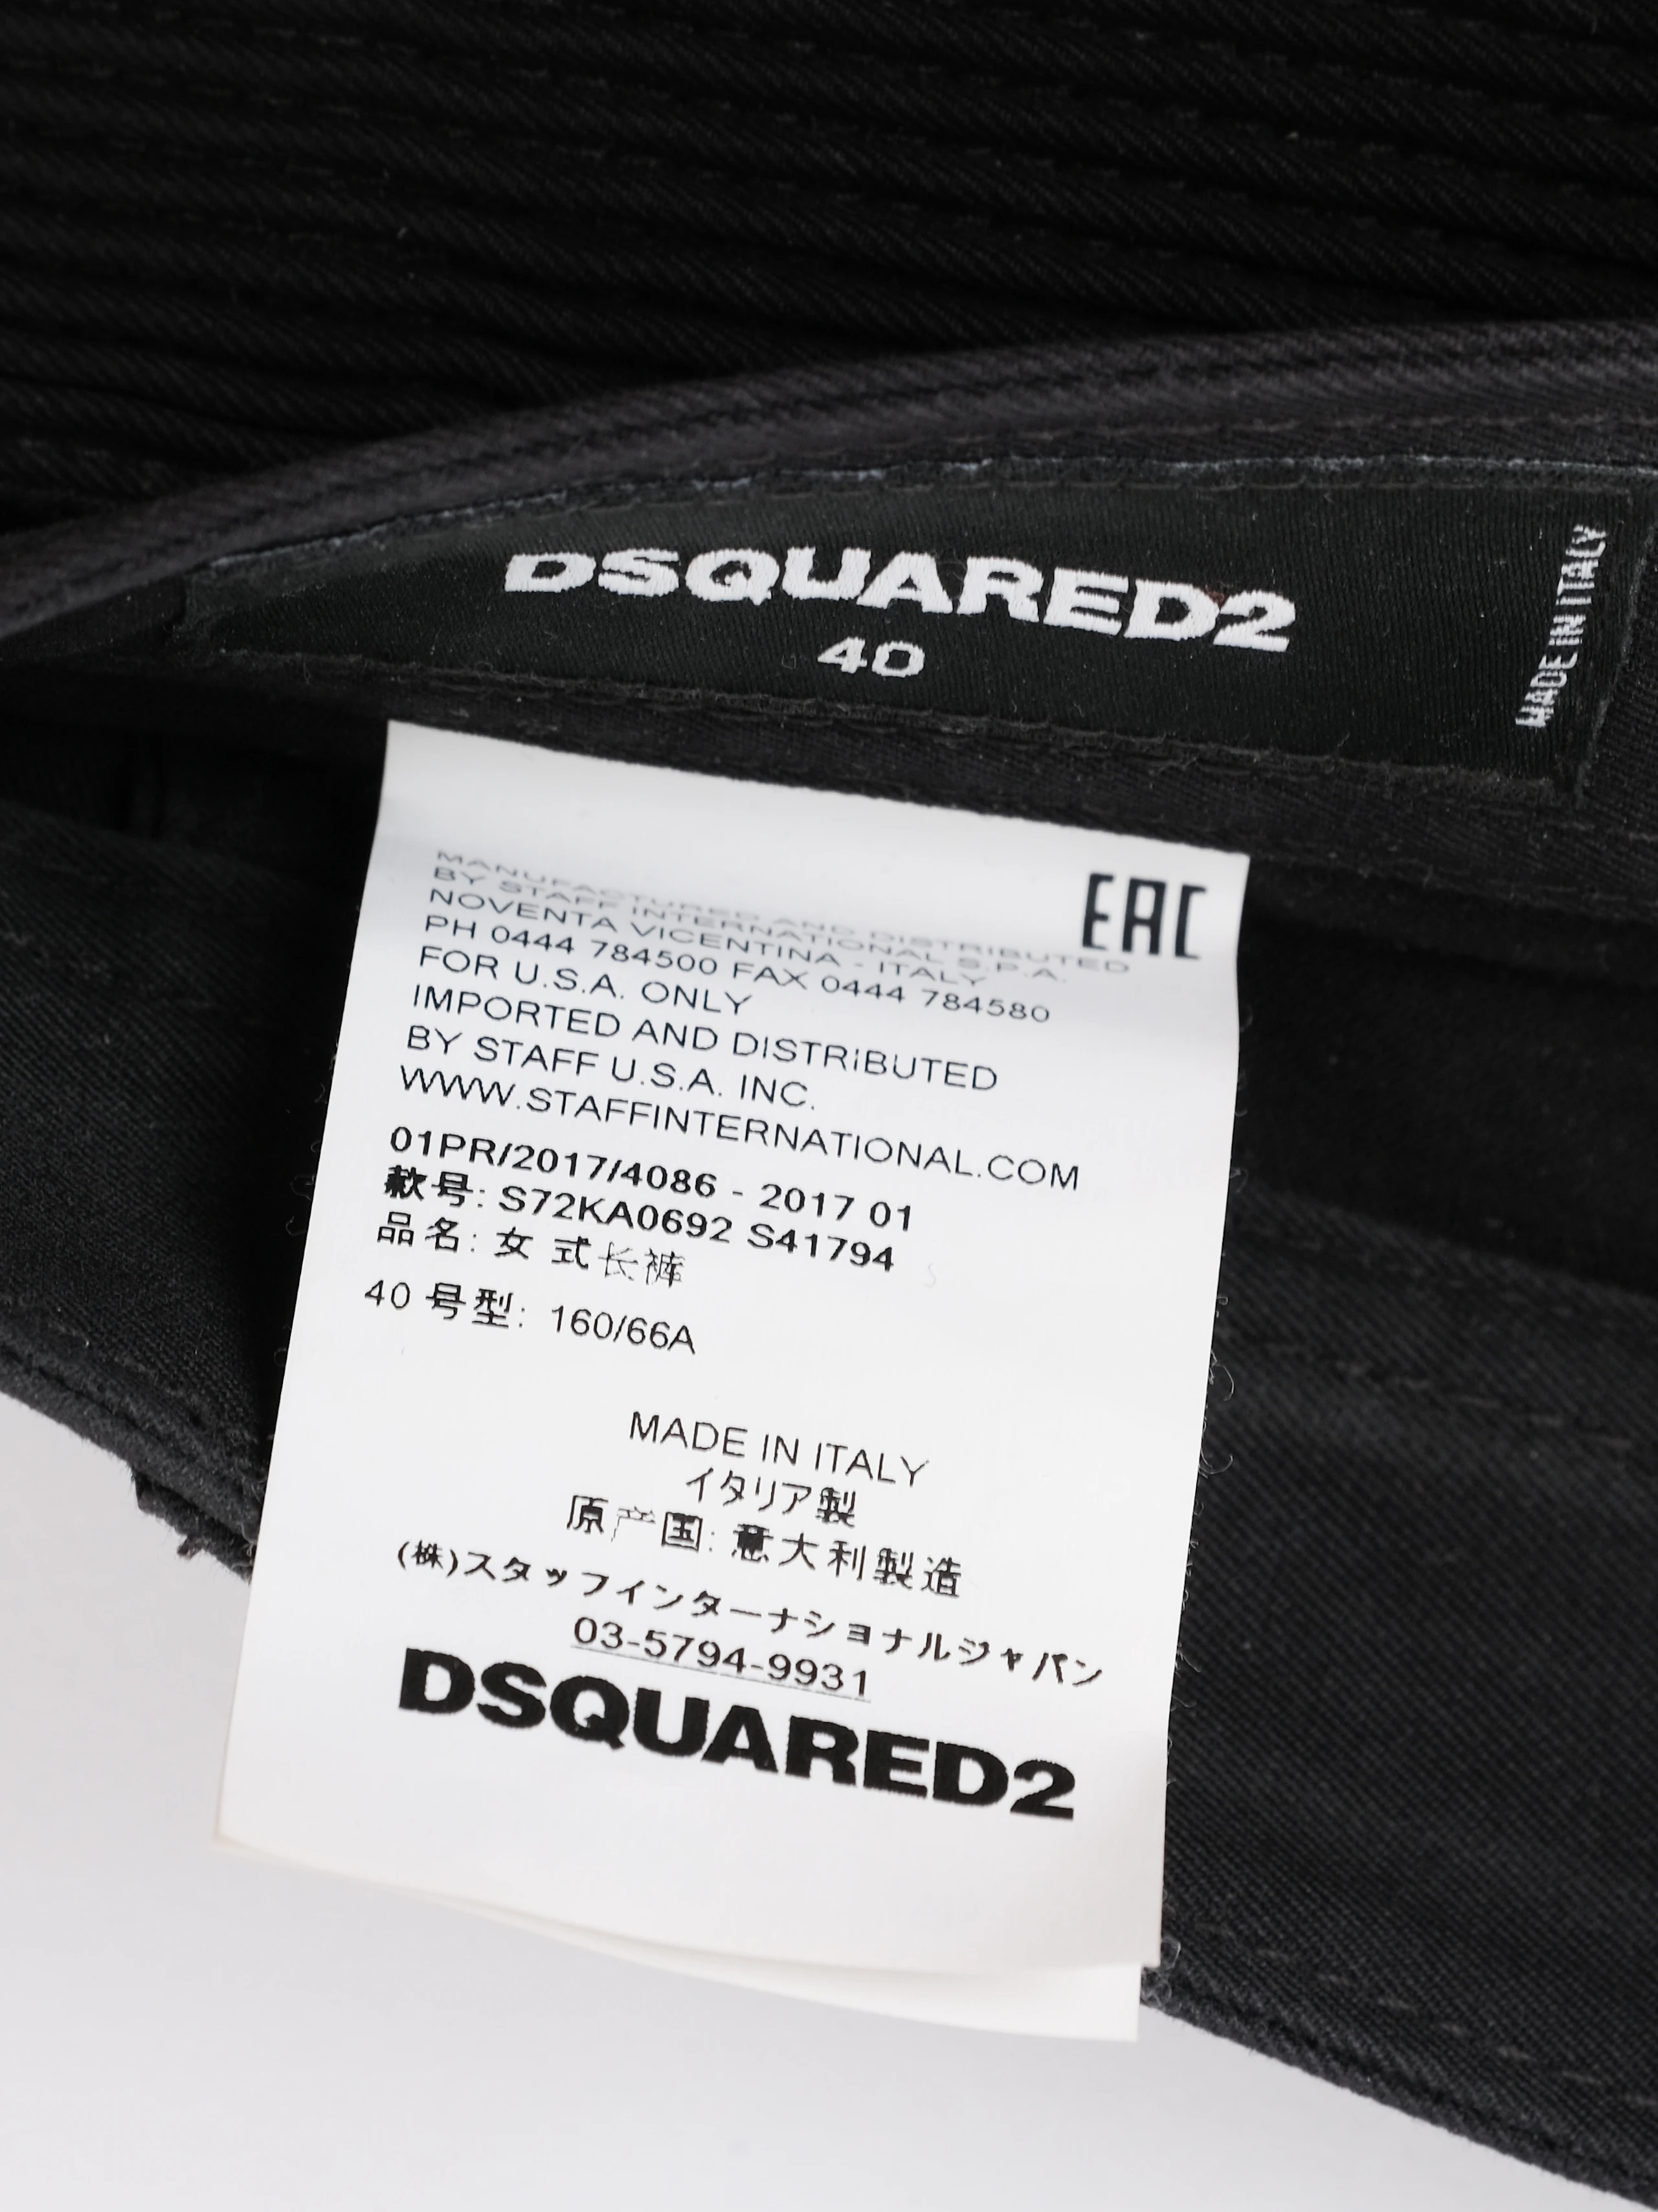 DSQUARED2
40
MADE IN ITALY
EAC
MANUFACTURED AND DISTRIBUTED
BY STAFF INTERNATIONAL S.P.A.
NOVENTA VICENTINA - ITALY
PH 0444 784500 FAX 0444 784580
FOR U.S.A. ONLY
IMPORTED AND DISTRIBUTED
BY STAFF U.S.A. INC.
WWW.STAFFINTERNATIONAL.COM
01PR/2017/4086 - 2017 01
款号: S72KA0692 S41794
品名: 女 式长裤
40 号型: 160/66A
MADE IN ITALY
イタリア製
原产国: 意大利製造
(株)スタッフインターナショナルジャパン
03-5794-9931
DSQUARED2